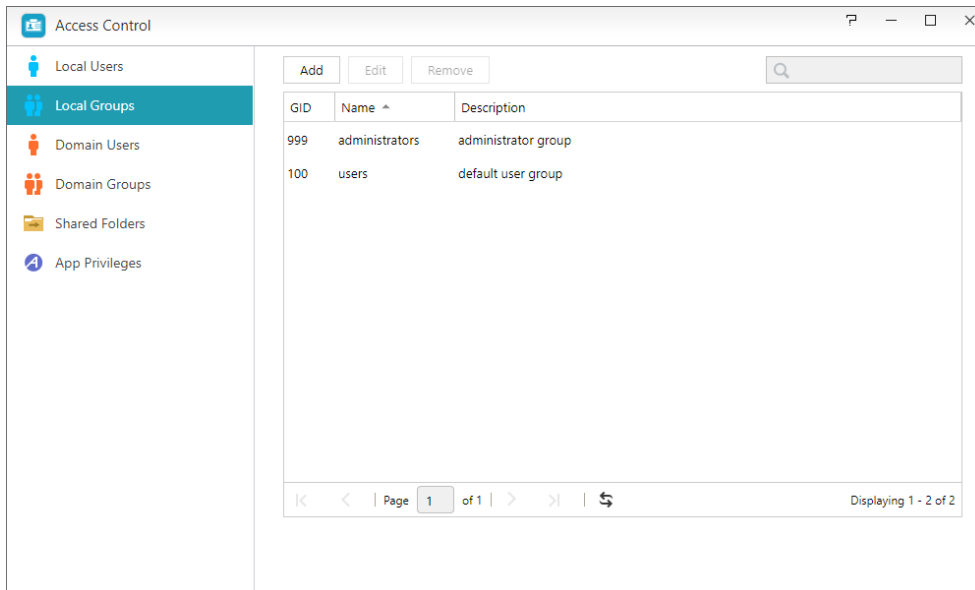 Access Control
Local Users
Local Groups
Domain Users
Domain Groups
Shared Folders
App Privileges
Add Edit Remove
GID Name Description
999 administrators administrator group
100 users default user group
Page 1 of 1
Displaying 1 - 2 of 2